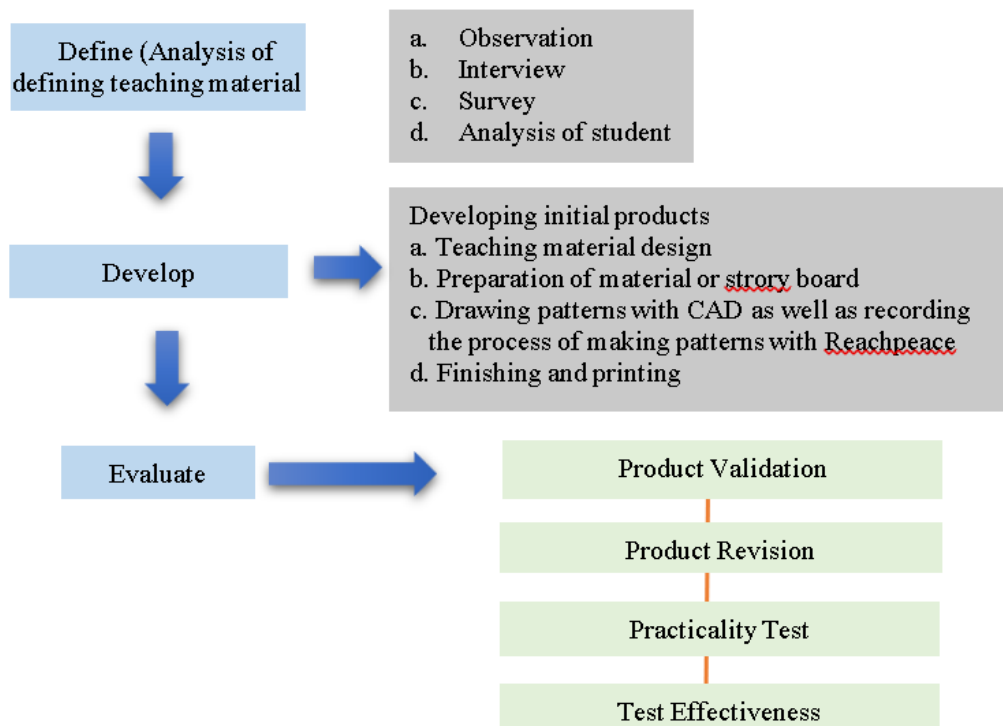 Define (Analysis of
defining teaching material
a. Observation
b. Interview
c. Survey
d. Analysis of student
Develop
Developing initial products
a. Teaching material design
b. Preparation of material or strory board
c. Drawing patterns with CAD as well as recording
the process of making patterns with Reachpeace
d. Finishing and printing
Evaluate
Product Validation
Product Revision
Practicality Test
Test Effectiveness